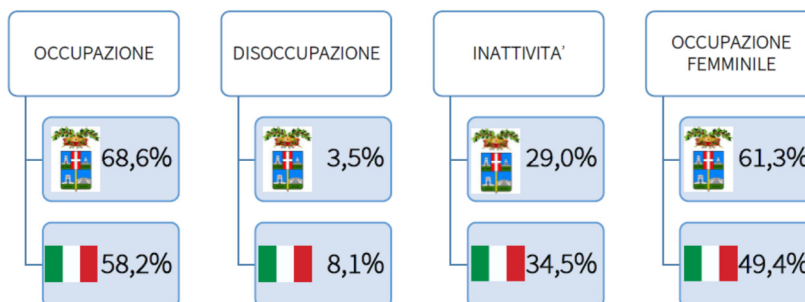 OCCUPAZIONE
68,6%
58,2%
DISOCCUPAZIONE
3,5%
8,1%
INATTIVITA’
29,0%
34,5%
OCCUPAZIONE
FEMMINILE
61,3%
49,4%